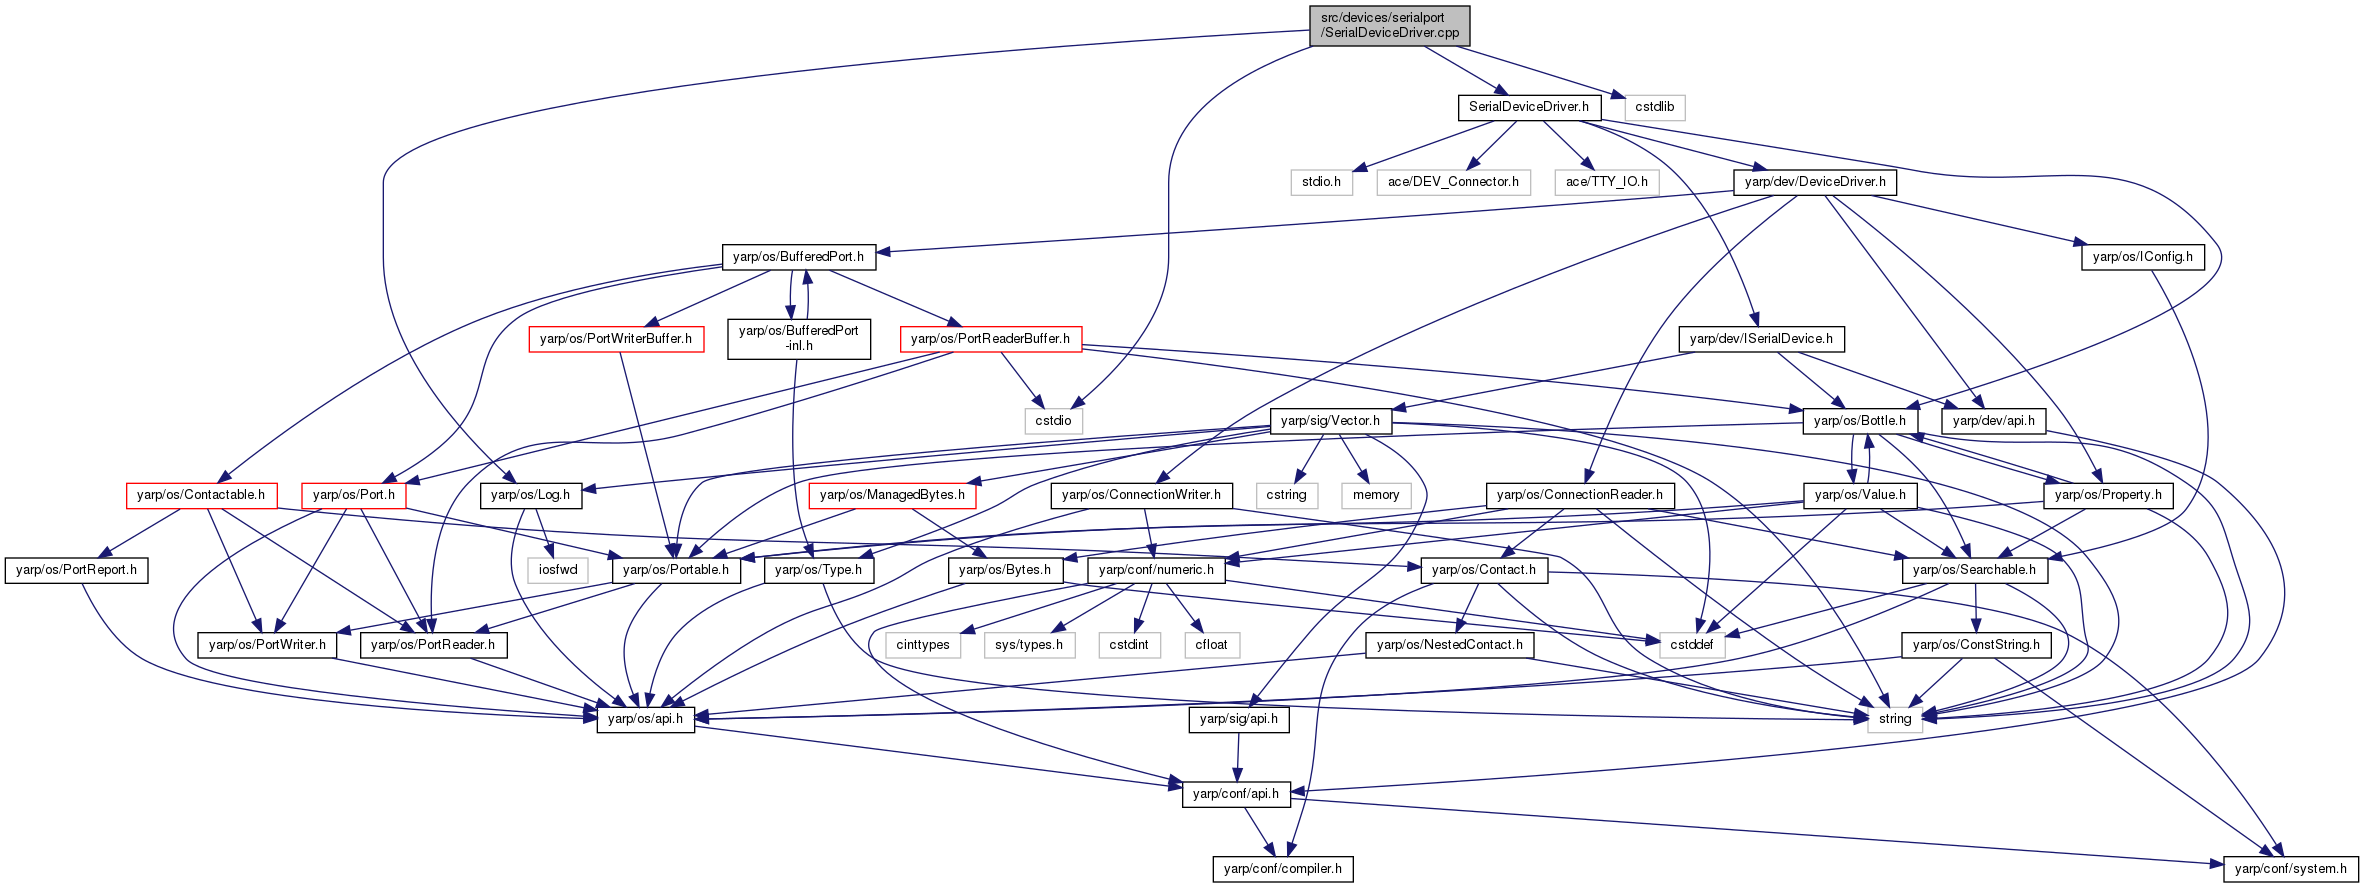 src/devices/serialport
/SerialDeviceDriver.cpp
SerialDeviceDriver.h
cstdlib
stdio.h
ace/DEV_Connector.h
ace/TTY_IO.h
yarp/dev/DeviceDriver.h
yarp/os/BufferedPort.h
yarp/os/IConfig.h
yarp/os/PortWriterBuffer.h
yarp/os/BufferedPort
-inl.h
yarp/os/PortReaderBuffer.h
yarp/dev/ISerialDevice.h
cstdio
yarp/sig/Vector.h
yarp/os/Bottle.h
yarp/dev/api.h
yarp/os/Contactable.h
yarp/os/Port.h
yarp/os/Log.h
yarp/os/ManagedBytes.h
yarp/os/ConnectionWriter.h
cstring
memory
yarp/os/ConnectionReader.h
yarp/os/Value.h
yarp/os/Property.h
yarp/os/PortReport.h
iosfwd
yarp/os/Portable.h
yarp/os/Type.h
yarp/os/Bytes.h
yarp/conf/numeric.h
yarp/os/Contact.h
yarp/os/Searchable.h
yarp/os/PortWriter.h
yarp/os/PortReader.h
cinttypes
sys/types.h
cstdint
cfloat
yarp/os/NestedContact.h
cstddef
yarp/os/ConstString.h
yarp/os/api.h
yarp/sig/api.h
string
yarp/conf/api.h
yarp/conf/compiler.h
yarp/conf/system.h